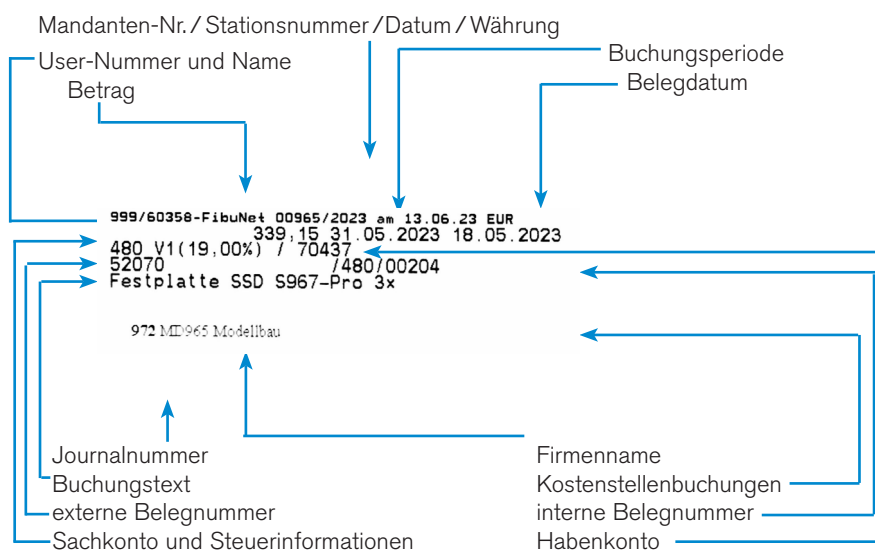 Mandanten-Nr. / Stationsnummer / Datum / Währung
User-Nummer und Name
Buchungsperiode
Betrag
Belegdatum
999/60358-FibuNet 00965/2023 am 13.06.23 EUR
339,15 31.05.2023 18.05.2023
480 V1(19,00%) / 70437
52070 /480/00204
Festplatte SSD S967-Pro 3x
972 MD965 Modellbau
Journalnummer
Firmenname
Buchungstext
Kostenstellenbuchungen
externe Belegnummer
interne Belegnummer
Sachkonto und Steuerinformationen
Habenkonto